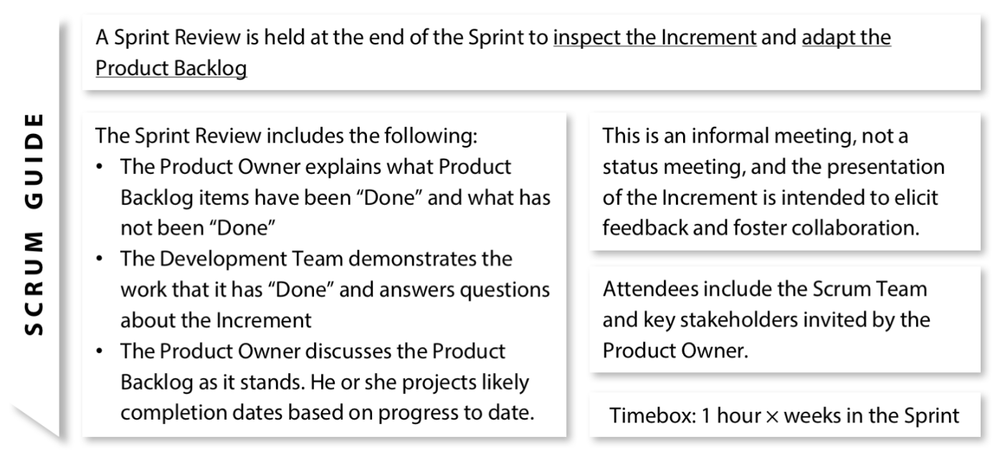 SCRUM GUIDE
A Sprint Review is held at the end of the Sprint to inspect the Increment and adapt the
Product Backlog
The Sprint Review includes the following:
• The Product Owner explains what Product
Backlog items have been “Done” and what has
not been “Done”
• The Development Team demonstrates the
work that it has “Done” and answers questions
about the Increment
• The Product Owner discusses the Product
Backlog as it stands. He or she projects likely
completion dates based on progress to date.
This is an informal meeting, not a
status meeting, and the presentation
of the Increment is intended to elicit
feedback and foster collaboration.
Attendees include the Scrum Team
and key stakeholders invited by the
Product Owner.
Timebox: 1 hour × weeks in the Sprint